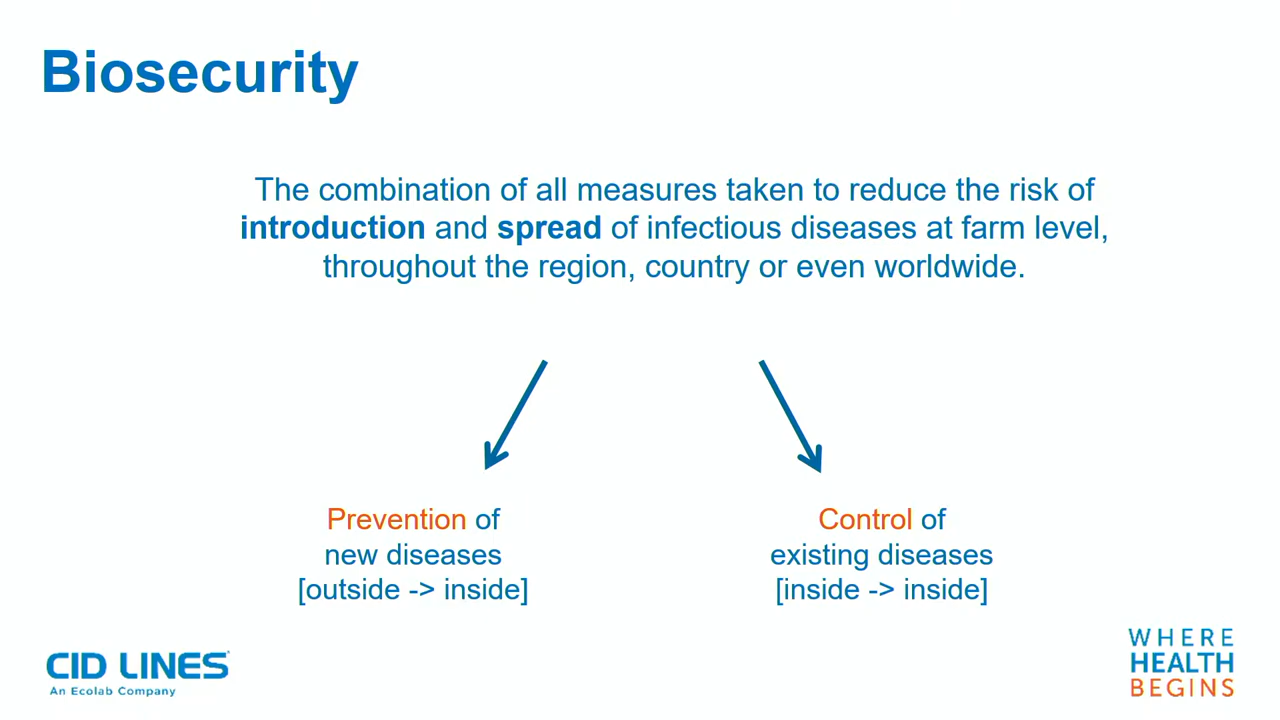 Biosecurity
The combination of all measures taken to reduce the risk of
introduction and spread of infectious diseases at farm level,
throughout the region, country or even worldwide.
Prevention of
new diseases
[outside -> inside]
Control of
existing diseases
[inside -> inside]
CID LINES
An Ecolab Company
WHERE
HEALTH
BEGINS